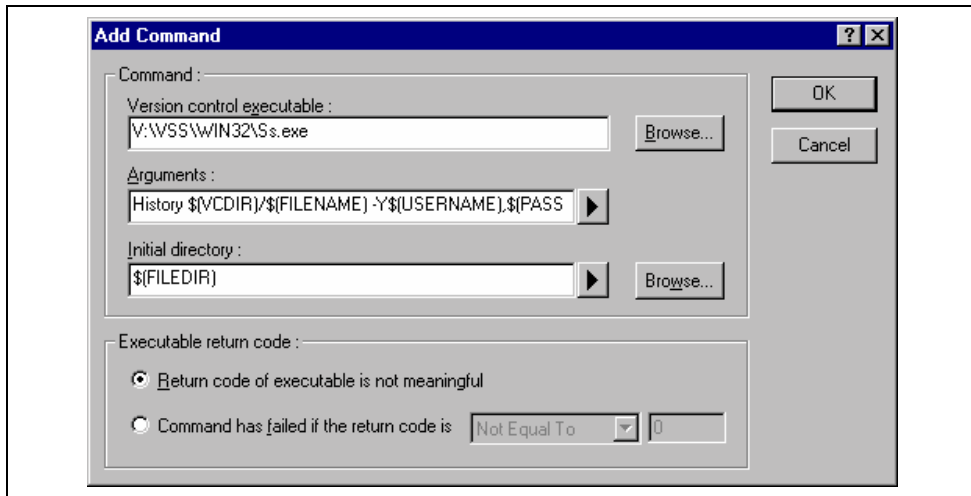 Add Command
Command :
Version control executable :
V:\VSS\WIN32\Ss.exe
Browse...
OK
Cancel
Arguments :
History $(VCDIR)/$(FILENAME) -Y$(USERNAME),$(PASS
Initial directory :
$(FILEDIR)
Browse...
Executable return code :
Return code of executable is not meaningful
Command has failed if the return code is
Not Equal To
0